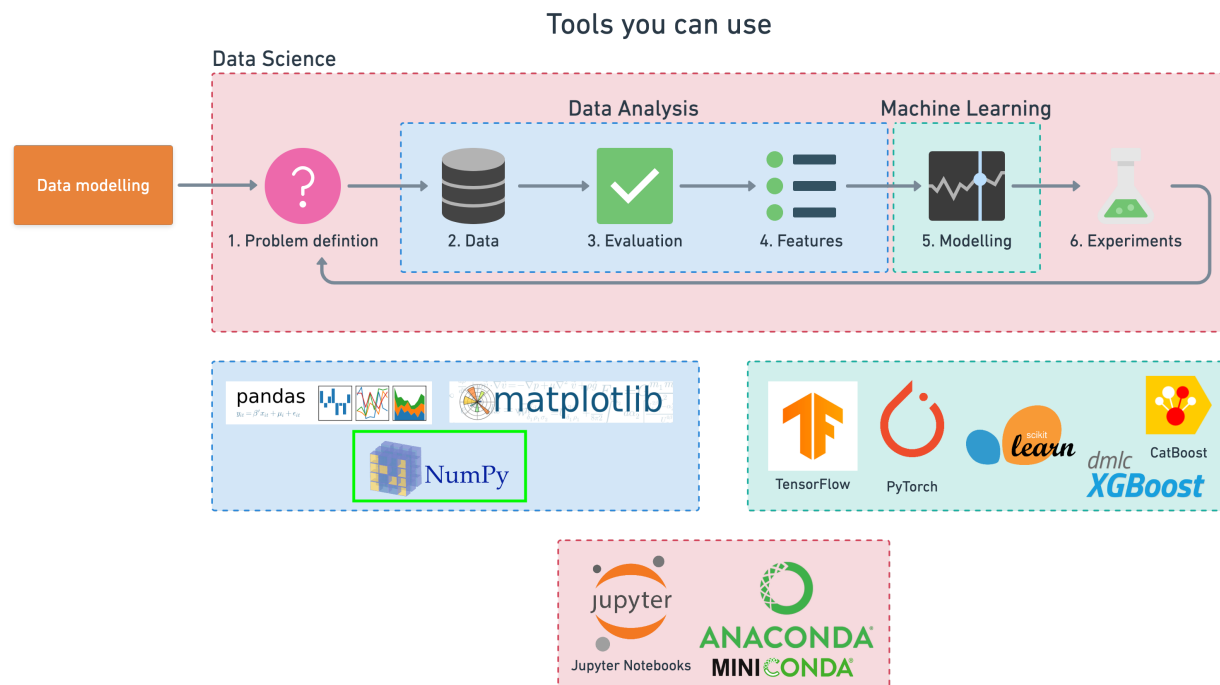 Tools you can use
Data Science
Data Analysis
Machine Learning
Data modelling
?
1. Problem defintion
2. Data
3. Evaluation
4. Features
5. Modelling
6. Experiments
pandas
matplotlib
NumPy
TensorFlow
PyTorch
scikit
learn
CatBoost
dmlc
XGBoost
jupyter
Jupyter Notebooks
ANACONDA®
MINICONDA®